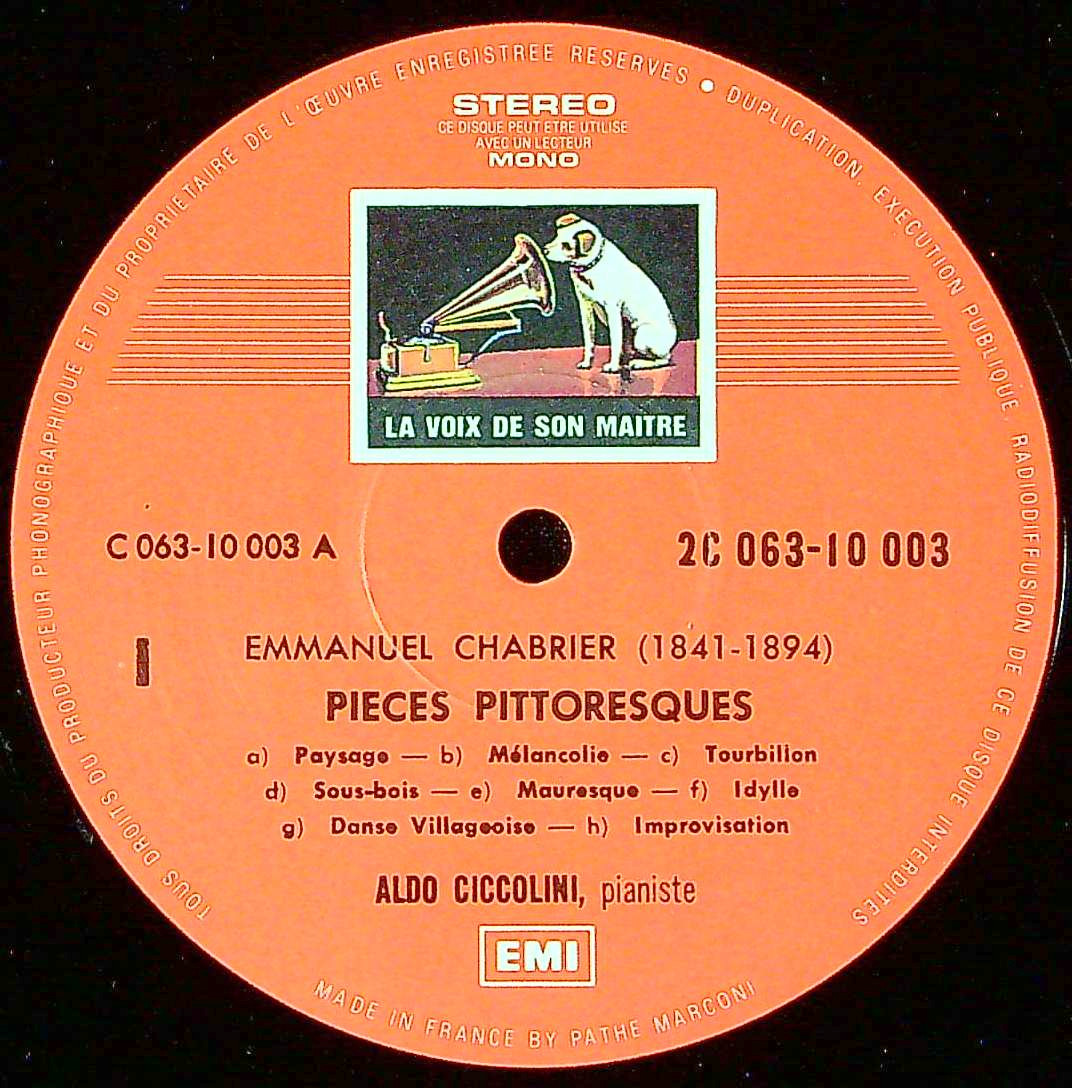 TOUS DROITS DU PRODUCTEUR PHONOGRAPHIQUE ET DU PROPRIETAIRE DE L'ŒUVRE ENREGISTREE RESERVES • DUPLICATION. EXECUTION PUBLIQUE, RADIODIFFUSION DE CE DISQUE INTERDITES
STEREO
CE DISQUE PEUT ETRE UTILISE
AVEC UN LECTEUR
MONO
LA VOIX DE SON MAITRE
C 063-10 003 A
2C 063-10 003
I
EMMANUEL CHABRIER (1841-1894)
PIECES PITTORESQUES
a) Paysage — b) Mélancolie — c) Tourbillon
d) Sous-bois — e) Mauresque — f) Idylle
g) Danse Villageoise — h) Improvisation
ALDO CICCOLINI, pianiste
EMI
MADE IN FRANCE BY PATHE MARCONI